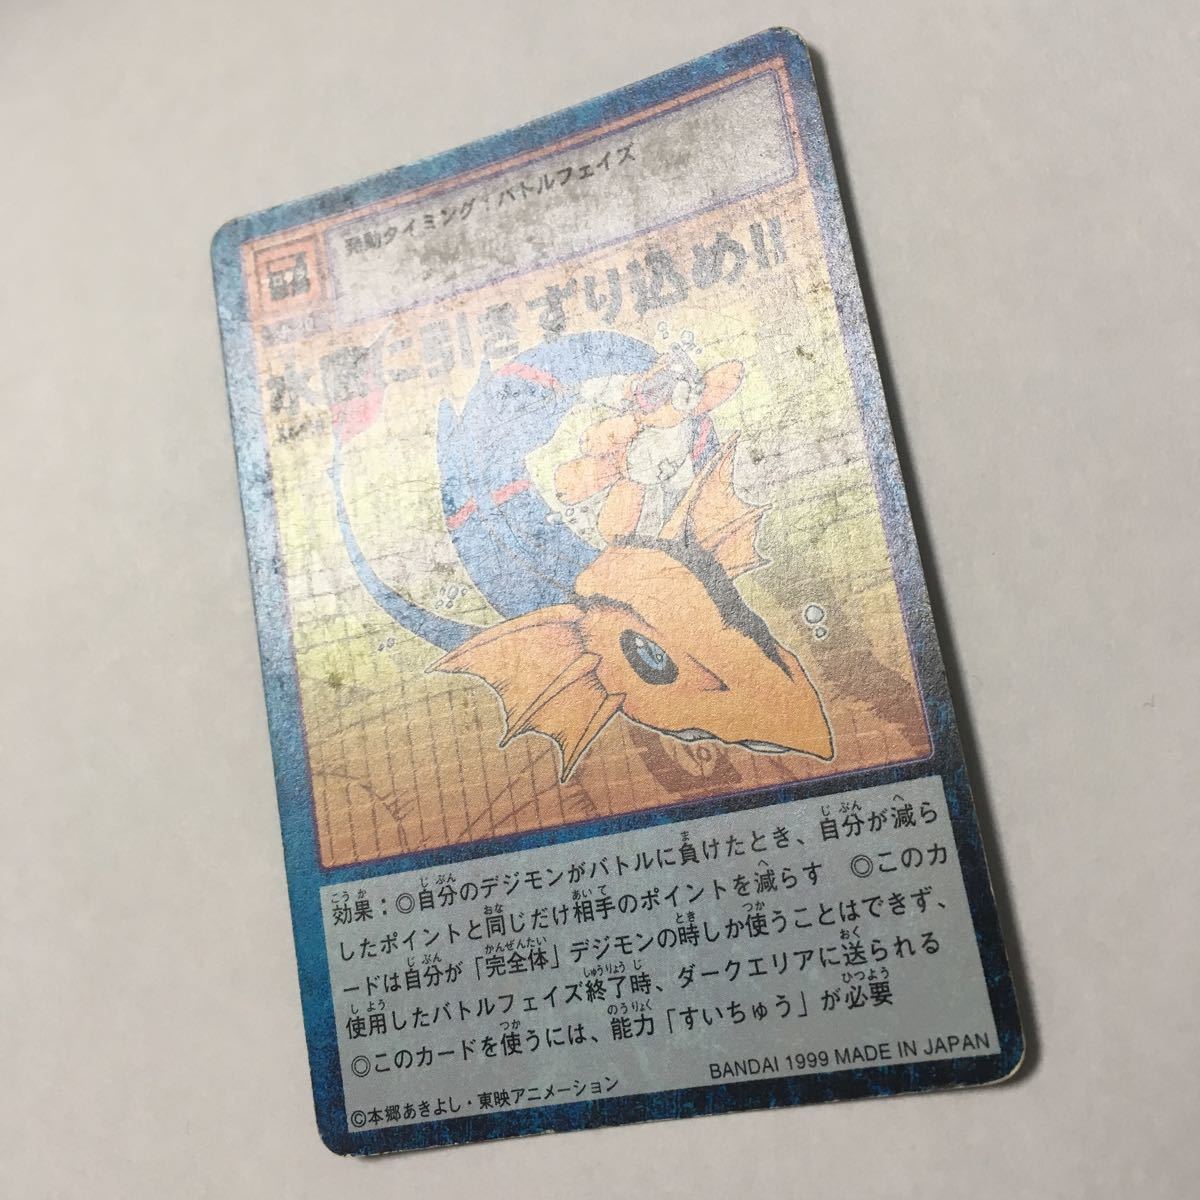 発動タイミング：バトルフェイズ
水中に引きずり込め!!
効果：◎自分のデジモンがバトルに負けたとき、自分が減ら
したポイントと同じだけ相手のポイントを減らす　◎このカ
ードは自分が「完全体」デジモンの時しか使うことはできず、
使用したバトルフェイズ終了時、ダークエリアに送られる
◎このカードを使うには、能力「すいちゅう」が必要
©本郷あきよし・東映アニメーション
BANDAI 1999 MADE IN JAPAN